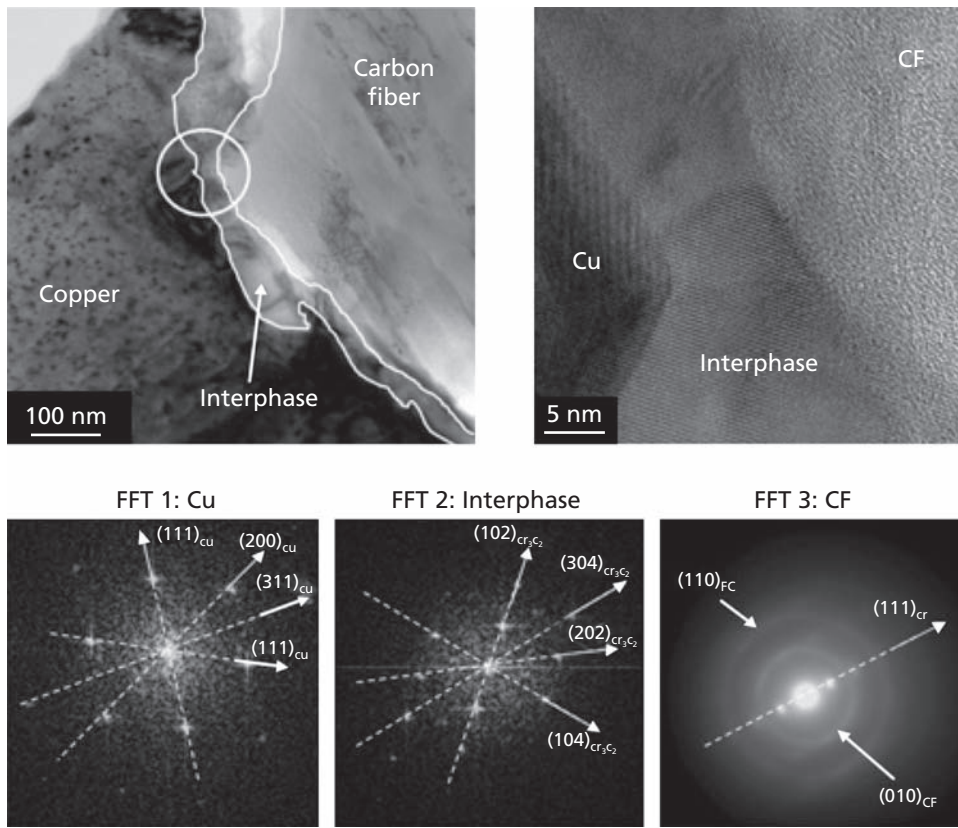 Carbon
fiber
Copper
Interphase
100 nm
CF
Cu
Interphase
5 nm
FFT 1: Cu
(111)cu
(200)cu
(311)cu
(111)cu
FFT 2: Interphase
(102)cr₃c₂
(304)cr₃c₂
(202)cr₃c₂
(104)cr₃c₂
FFT 3: CF
(110)FC
(111)cr
(010)CF